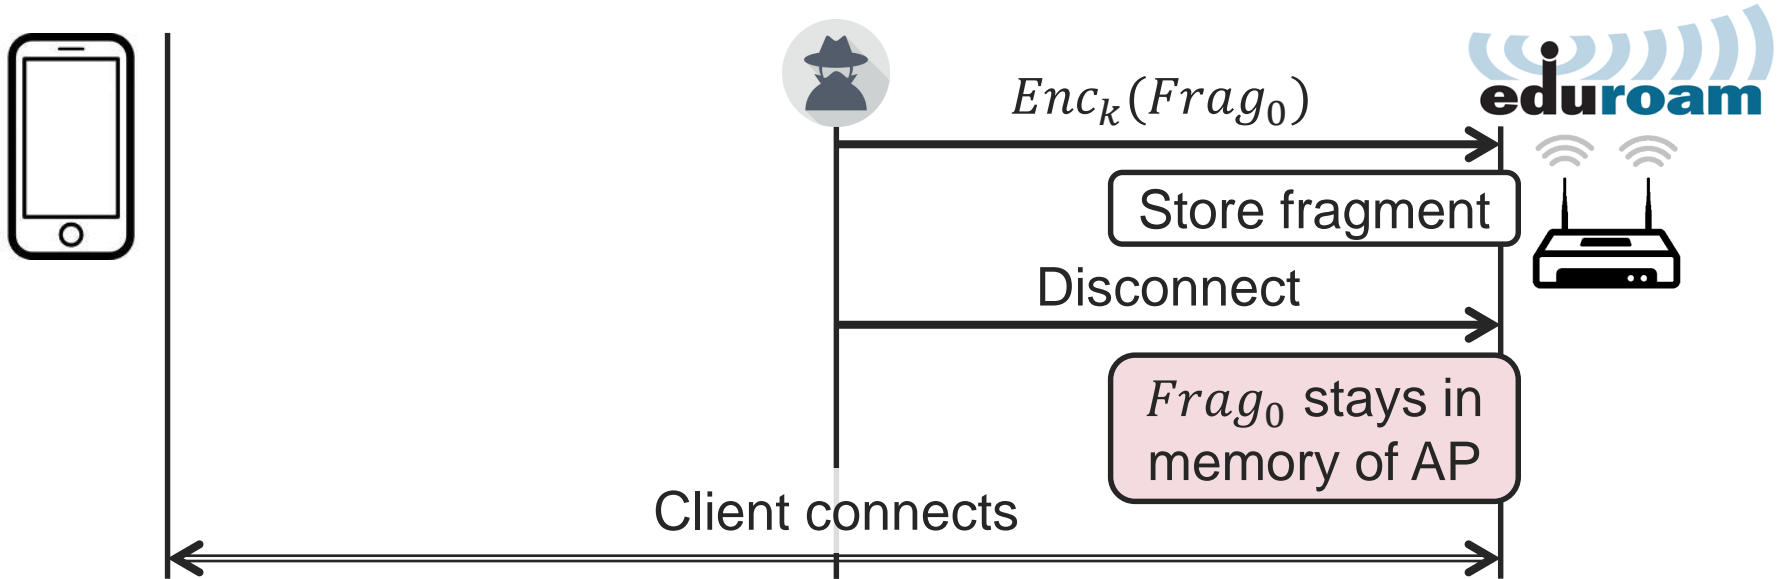 Enc_k(Frag_0)
eduroam
Store fragment
Disconnect
Frag_0 stays in
memory of AP
Client connects